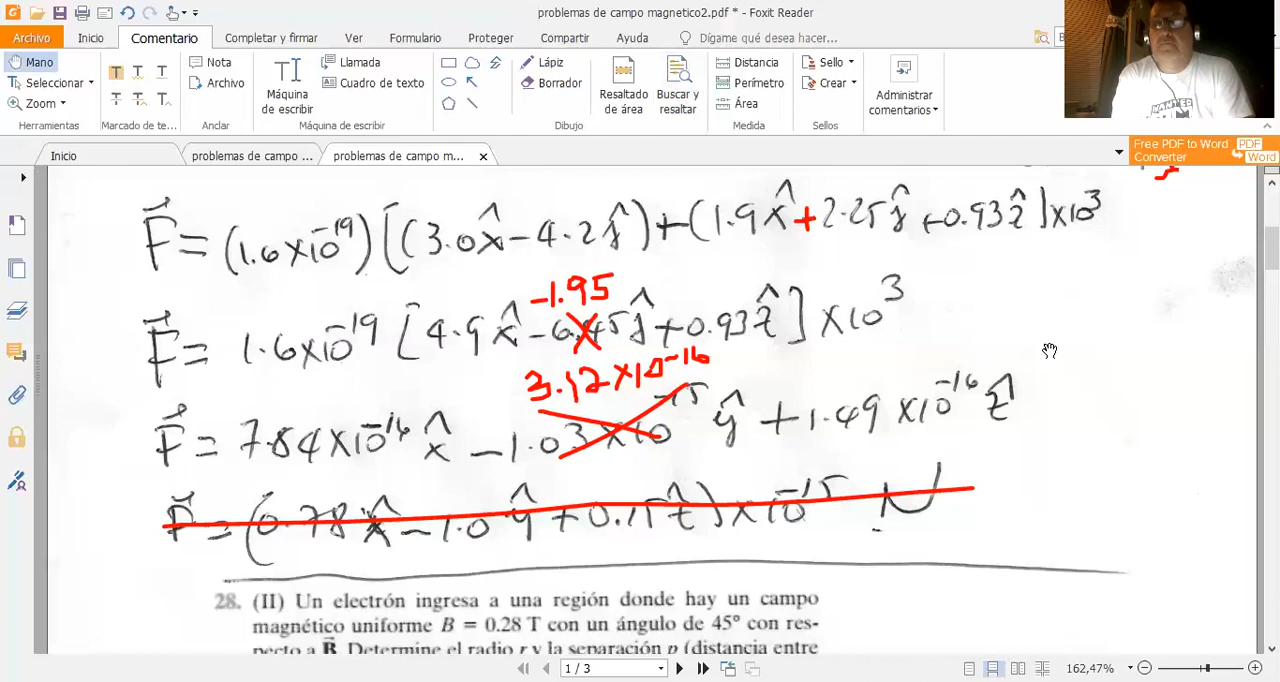 problemas de campo magnetico2.pdf * - Foxit Reader
Archivo Inicio Comentario Completar y firmar Ver Formulario Proteger Compartir Ayuda Dígame qué desea hacer...
Mano
Seleccionar
Zoom
Herramientas
T T T
T T T
Marcado de te...
Nota
Archivo
Andar
Máquina
de escribir
Llamada
Cuadro de texto
Máquina de escribir
Lápiz
Borrador
Dibujo
Resaltado
de área
Buscar y
resaltar
Distancia
Perímetro
Área
Medida
Sello
Crear
Sellos
Administrar
comentarios
WANTED
Inicio
problemas de campo ...
problemas de campo m...
Free PDF to Word
Converter
PDF
Word
F⃗ = (1.6x10⁻¹⁹) [(3.0x̂ - 4.2ŷ) + (1.9x̂ + 2.25ŷ + 0.93ẑ] x10³
-1.95
F⃗ = 1.6x10⁻¹⁹ [4.9x̂ - 6.45ŷ + 0.93ẑ] x10³
3.12x10⁻¹⁶
F⃗ = 7.84x10⁻¹⁶ x̂ - 1.03x10⁻¹⁵ ŷ + 1.49x10⁻¹⁶ ẑ
F⃗ = (0.78x̂ - 1.0ŷ + 0.15ẑ) x10⁻¹⁵ N
28. (II) Un electrón ingresa a una región donde hay un campo
magnético uniforme B = 0.28 T con un ángulo de 45° con res-
pecto a B⃗. Determine el radio r y la separación p (distancia entre
1 / 3
162,47%